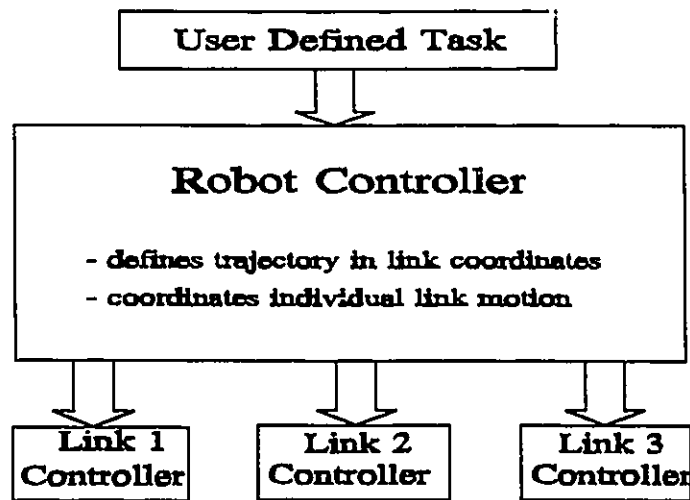 User Defined Task
Robot Controller
- defines trajectory in link coordinates
- coordinates individual link motion
Link 1
Controller
Link 2
Controller
Link 3
Controller